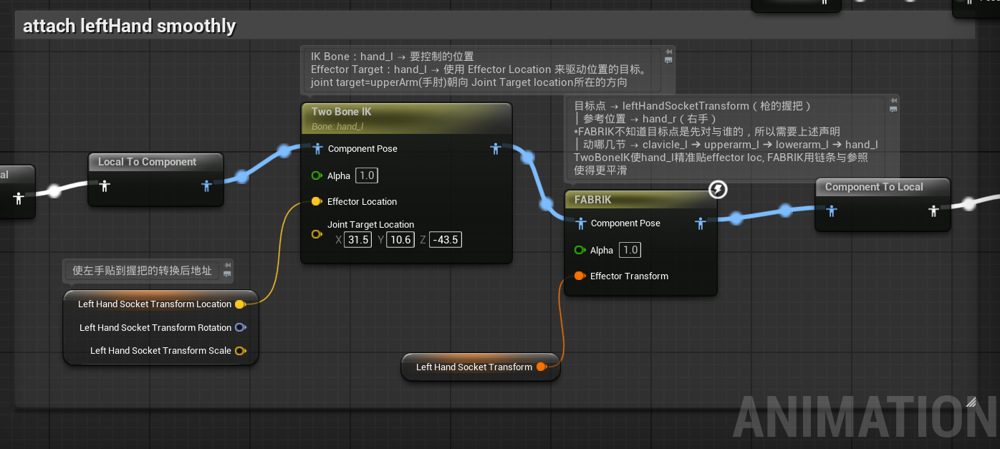 attach leftHand smoothly
IK Bone：hand_l → 要控制的位置
Effector Target：hand_l → 使用 Effector Location 来驱动位置的目标。
joint target=upperArm(手肘)朝向 Joint Target location所在的方向
目标点 → leftHandSocketTransform（枪的握把）
| 参考位置 → hand_r（右手）
*FABRIK不知道目标点是先对与谁的，所以需要上述声明
| 动哪几节 → clavicle_l → upperarm_l → lowerarm_l → hand_l
TwoBoneIK使hand_l精准贴effector loc, FABRIK用链条与参照
使得更平滑
Two Bone IK
Bone: hand_l
Component Pose
Alpha 1.0
Effector Location
Joint Target Location
X 31.5 Y 10.6 Z -43.5
al
Local To Component
FABRIK
Component Pose
Alpha 1.0
Effector Transform
Component To Local
使左手贴到握把的转换后地址
Left Hand Socket Transform Location
Left Hand Socket Transform Rotation
Left Hand Socket Transform Scale
Left Hand Socket Transform
ANIMATION